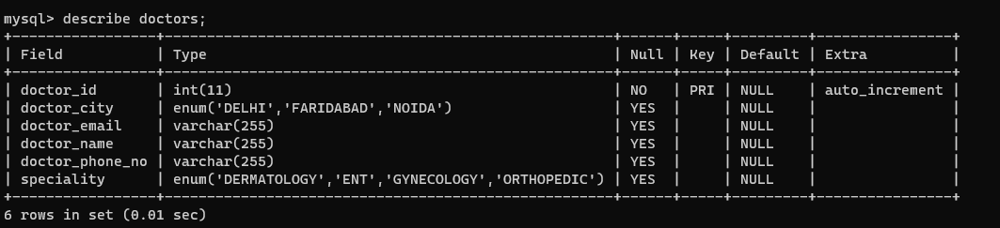 mysql> describe doctors;
+-----------------+----------------------------------------------------+------+-----+---------+----------------+
| Field           | Type                                               | Null | Key | Default | Extra          |
+-----------------+----------------------------------------------------+------+-----+---------+----------------+
| doctor_id       | int(11)                                            | NO   | PRI | NULL    | auto_increment |
| doctor_city     | enum('DELHI','FARIDABAD','NOIDA')                  | YES  |     | NULL    |                |
| doctor_email    | varchar(255)                                       | YES  |     | NULL    |                |
| doctor_name     | varchar(255)                                       | YES  |     | NULL    |                |
| doctor_phone_no | varchar(255)                                       | YES  |     | NULL    |                |
| speciality      | enum('DERMATOLOGY','ENT','GYNECOLOGY','ORTHOPEDIC') | YES  |     | NULL    |                |
+-----------------+----------------------------------------------------+------+-----+---------+----------------+
6 rows in set (0.01 sec)